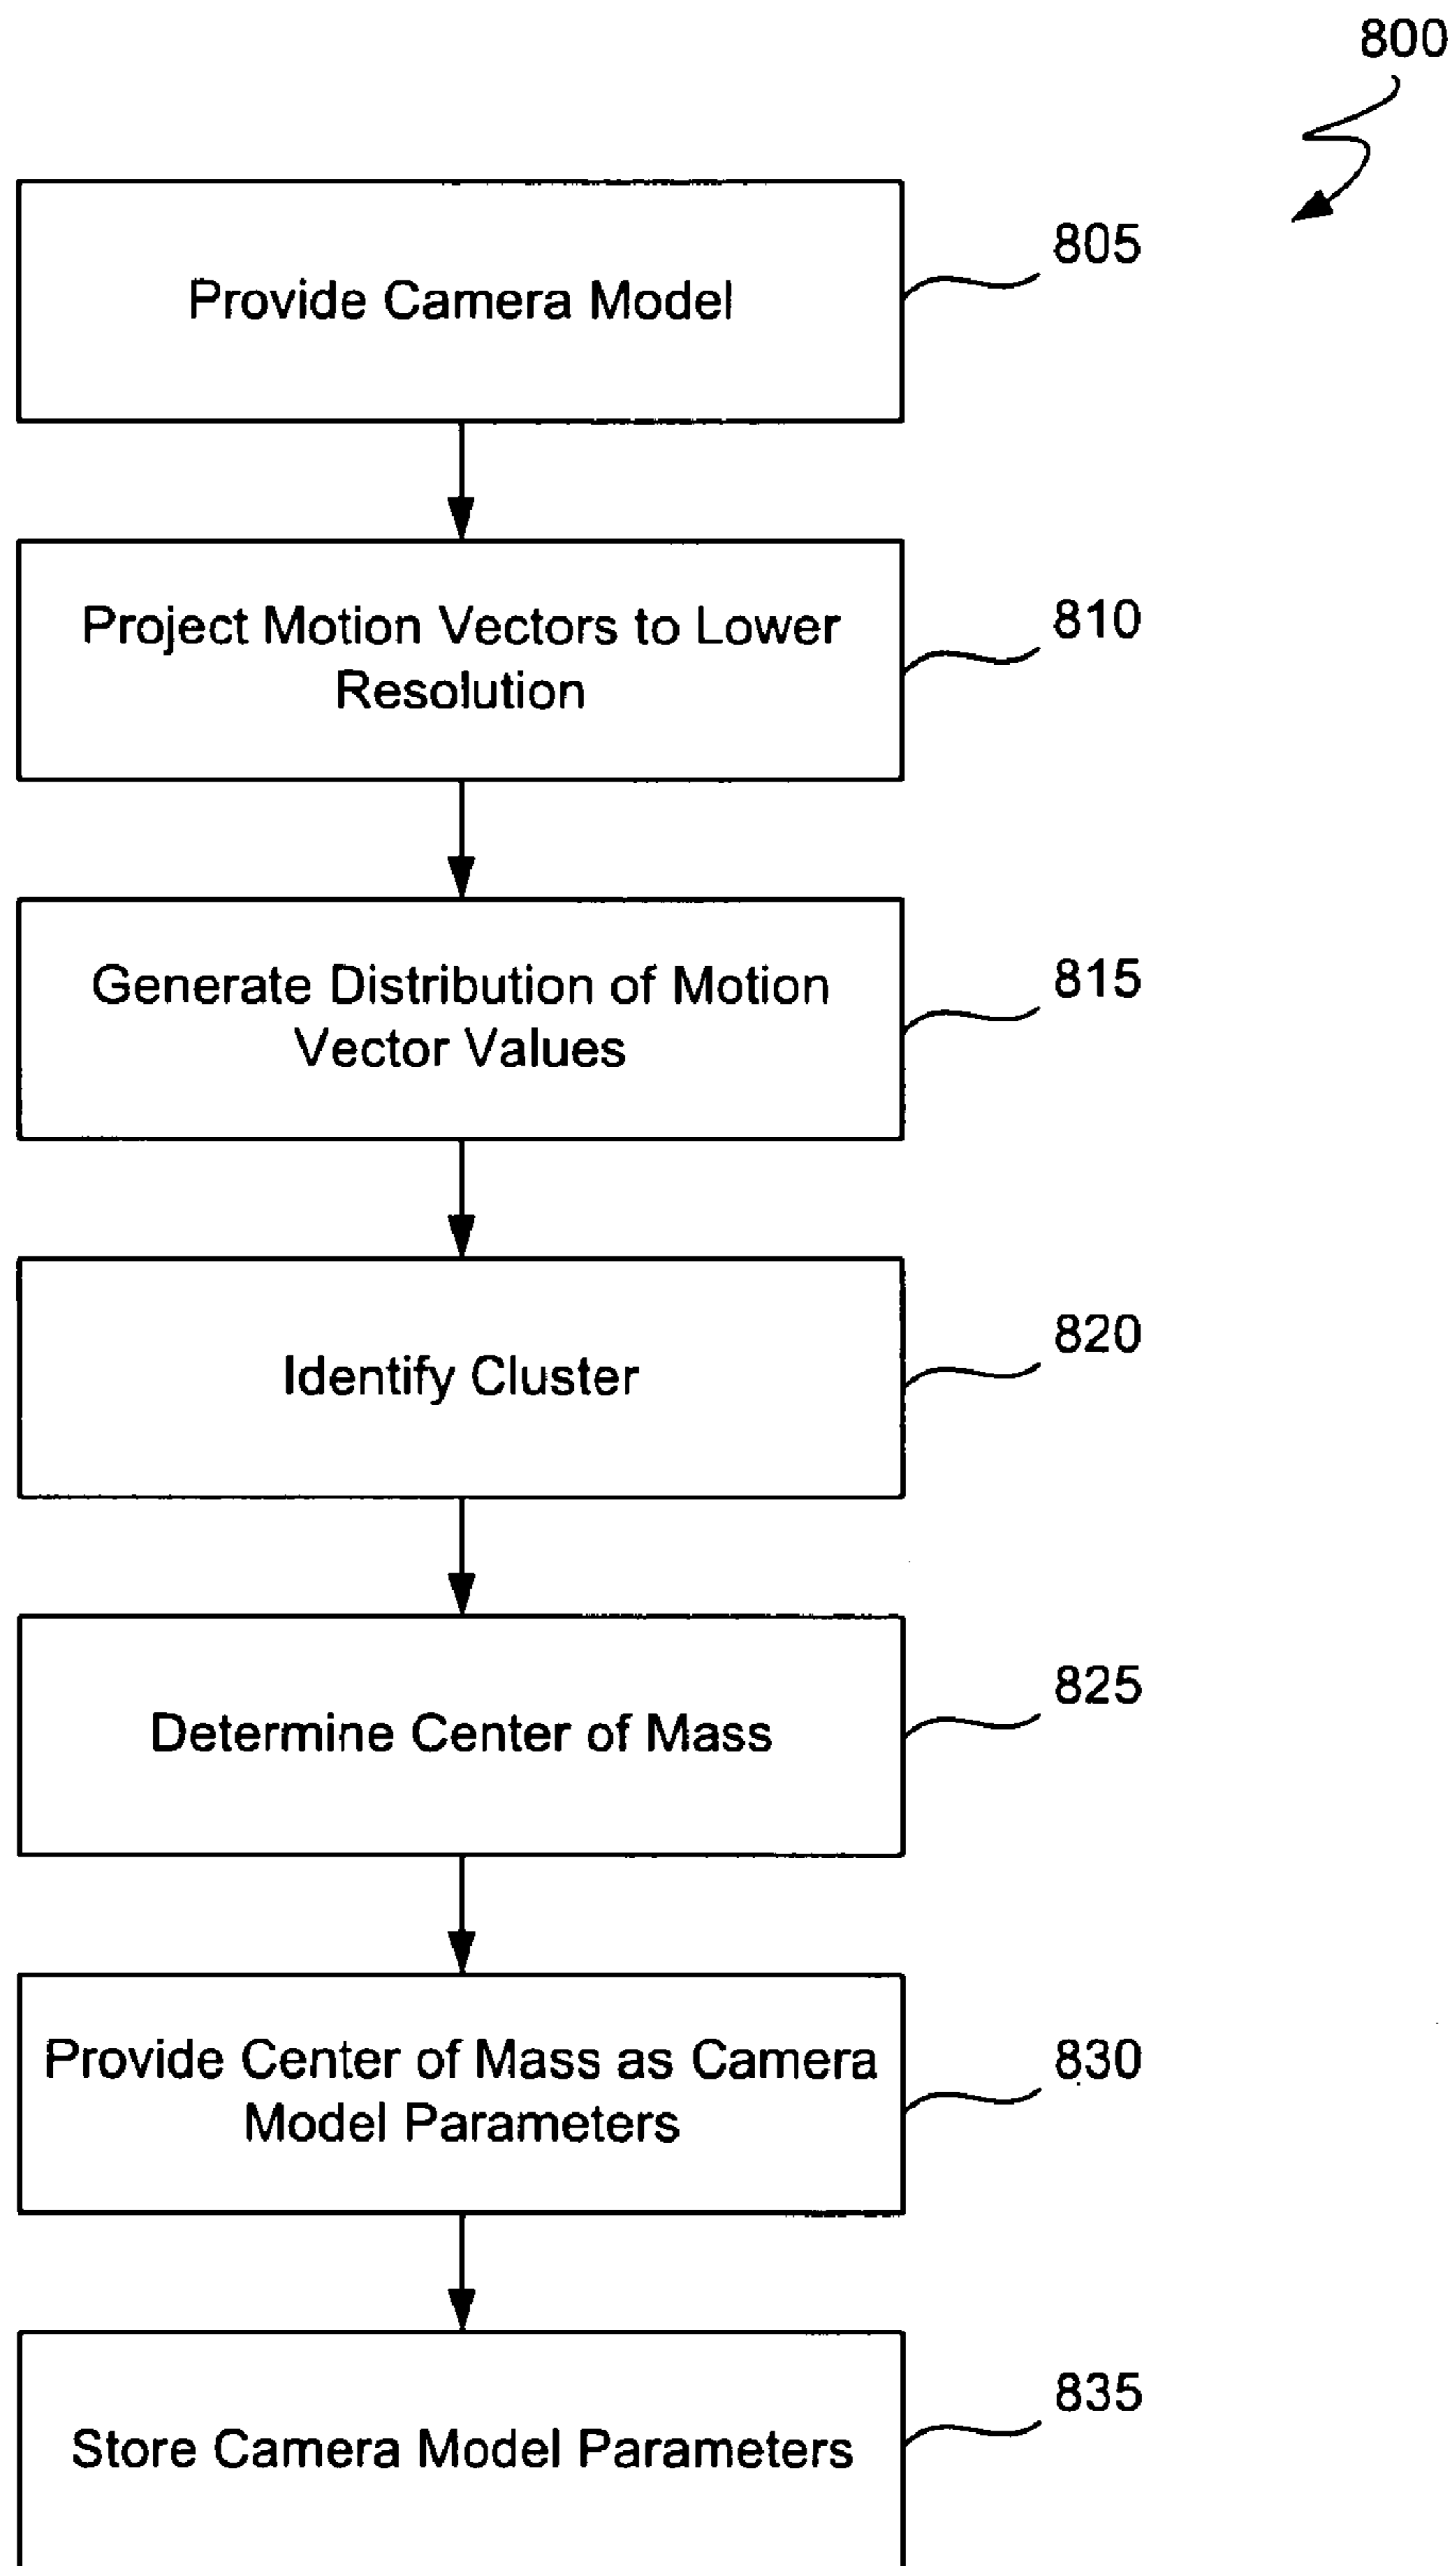 800
Provide Camera Model
805
Project Motion Vectors to Lower
Resolution
810
Generate Distribution of Motion
Vector Values
815
Identify Cluster
820
Determine Center of Mass
825
Provide Center of Mass as Camera
Model Parameters
830
Store Camera Model Parameters
835